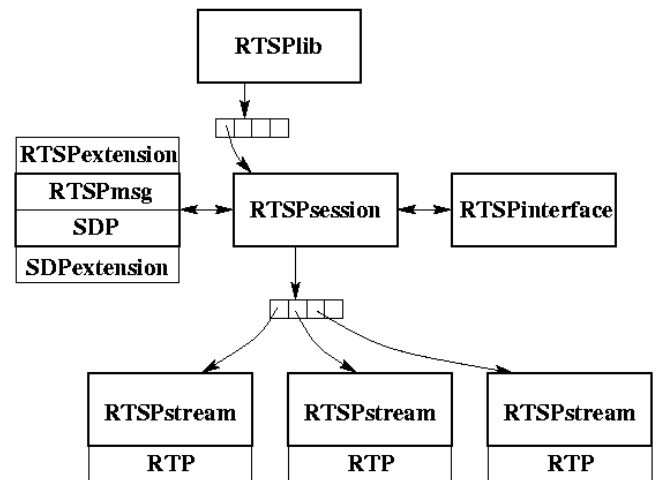 RTSPlib
RTSPextension
RTSPmsg
SDP
SDPextension
RTSPsession
RTSPinterface
RTSPstream
RTP
RTSPstream
RTP
RTSPstream
RTP